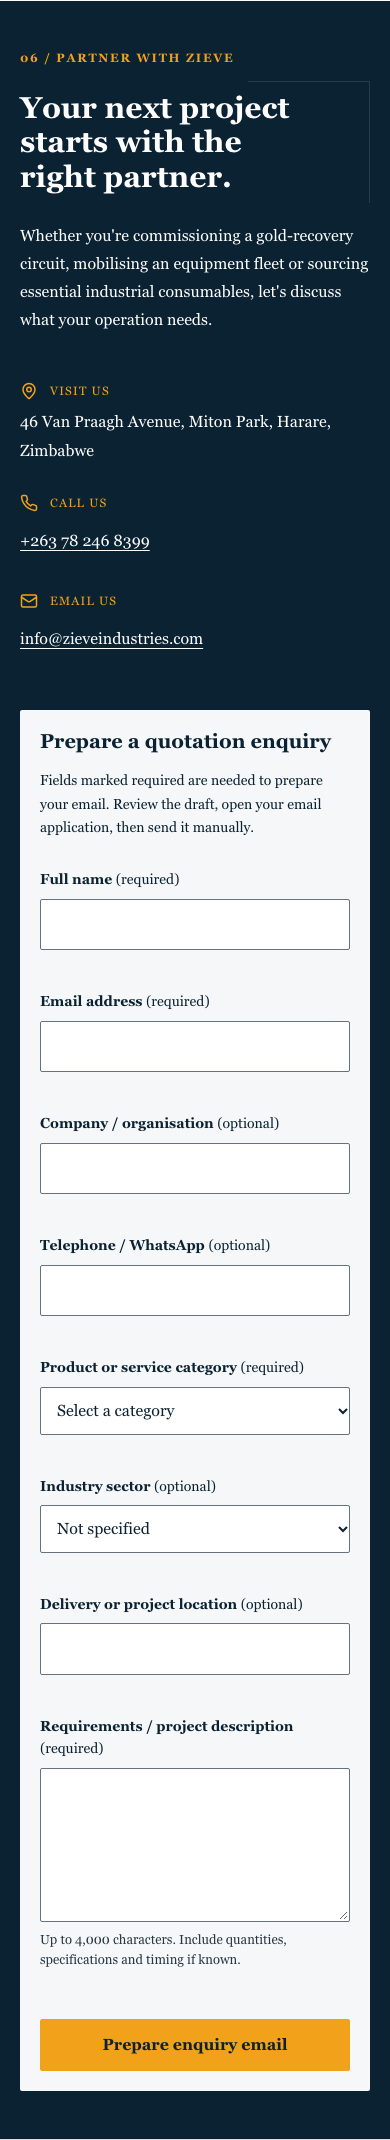 06 / PARTNER WITH ZIEVE
Your next project
starts with the
right partner.
Whether you're commissioning a gold-recovery
circuit, mobilising an equipment fleet or sourcing
essential industrial consumables, let's discuss
what your operation needs.
VISIT US
46 Van Praagh Avenue, Miton Park, Harare,
Zimbabwe
CALL US
+263 78 246 8399
EMAIL US
info@zieveindustries.com
Prepare a quotation enquiry
Fields marked required are needed to prepare
your email. Review the draft, open your email
application, then send it manually.
Full name (required)
Email address (required)
Company / organisation (optional)
Telephone / WhatsApp (optional)
Product or service category (required)
Select a category
Industry sector (optional)
Not specified
Delivery or project location (optional)
Requirements / project description
(required)
Up to 4,000 characters. Include quantities,
specifications and timing if known.
Prepare enquiry email